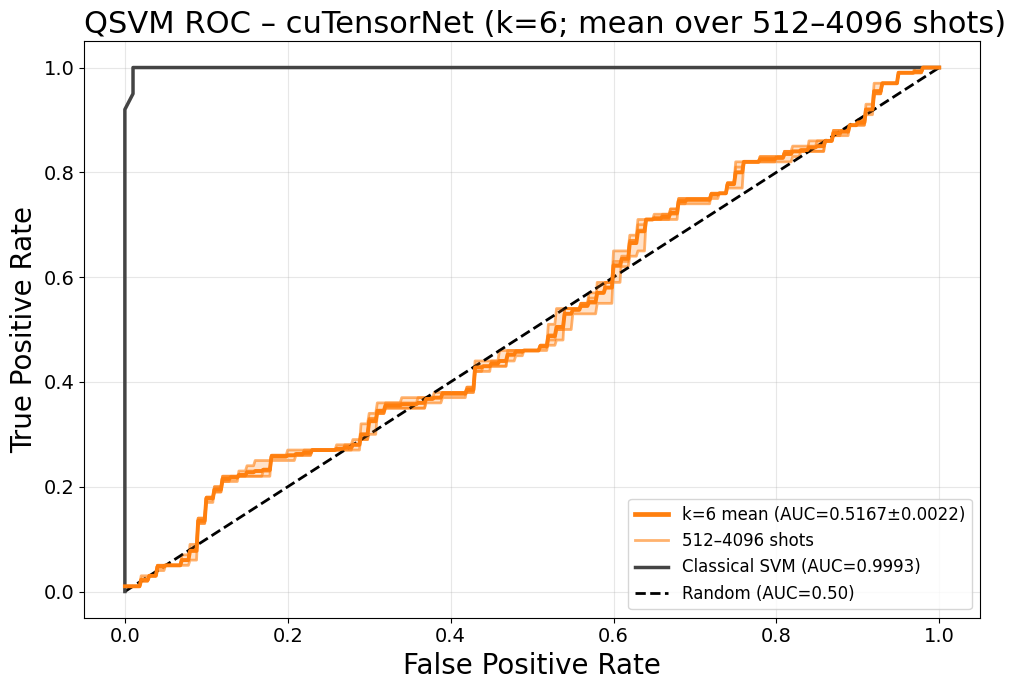 QSVM ROC – cuTensorNet (k=6; mean over 512–4096 shots)
True Positive Rate
1.0
0.8
0.6
0.4
0.2
0.0
k=6 mean (AUC=0.5167±0.0022)
512–4096 shots
Classical SVM (AUC=0.9993)
Random (AUC=0.50)
0.0 0.2 0.4 0.6 0.8 1.0
False Positive Rate